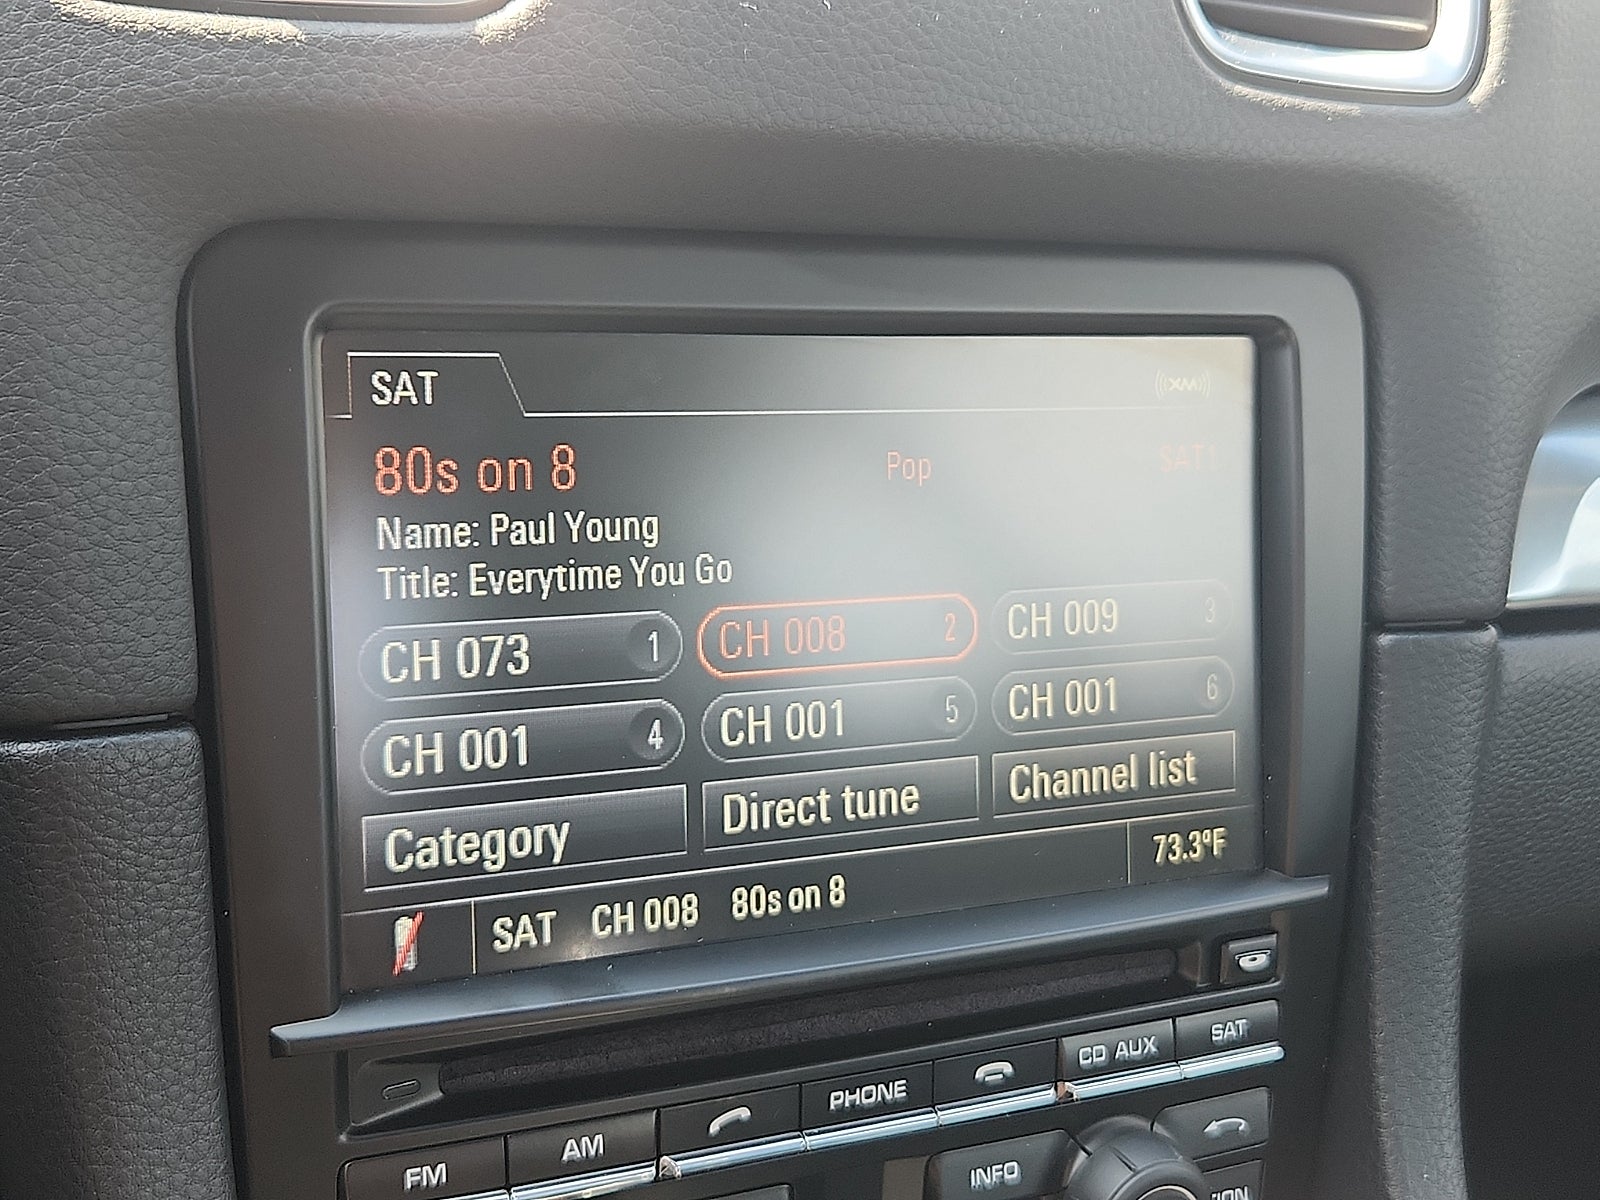 SAT
((XM))
80s on 8 Pop SAT1
Name: Paul Young
Title: Everytime You Go
CH 073 1 CH 008 2 CH 009 3
CH 001 4 CH 001 5 CH 001 6
Category Direct tune Channel list
SAT CH 008 80s on 8 73.3°F
FM AM PHONE CD AUX SAT
INFO